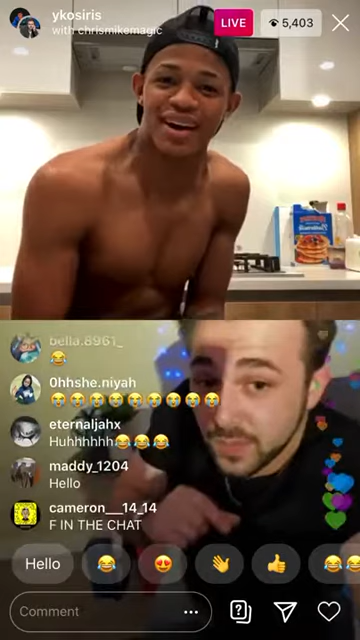 ykosiris
with chrismikemagic
LIVE
5,403
bella.8961_
😂
0hhshe.niyah
😭😭😭😭😭😭😭😭😭
eternaljahx
Huhhhhhh😂😂😂
maddy_1204
Hello
cameron___14_14
F IN THE CHAT
Hello 😂 😍 👋 👍 😂😂
Comment